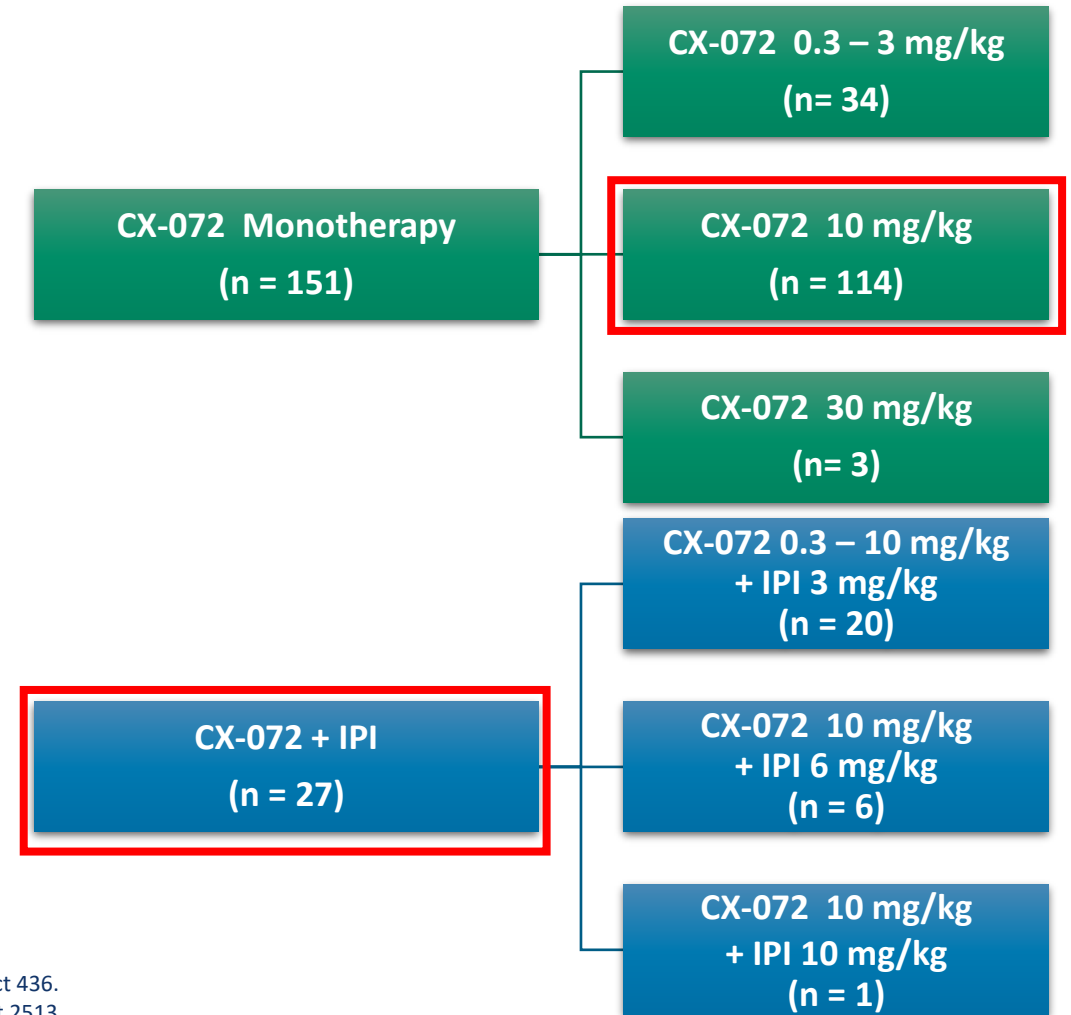 CX-072 0.3 – 3 mg/kg
(n= 34)
CX-072 Monotherapy
(n = 151)
CX-072 10 mg/kg
(n = 114)
CX-072 30 mg/kg
(n= 3)
CX-072 0.3 – 10 mg/kg
+ IPI 3 mg/kg
(n = 20)
CX-072 + IPI
(n = 27)
CX-072 10 mg/kg
+ IPI 6 mg/kg
(n = 6)
CX-072 10 mg/kg
+ IPI 10 mg/kg
(n = 1)
ct 436.
t 2513